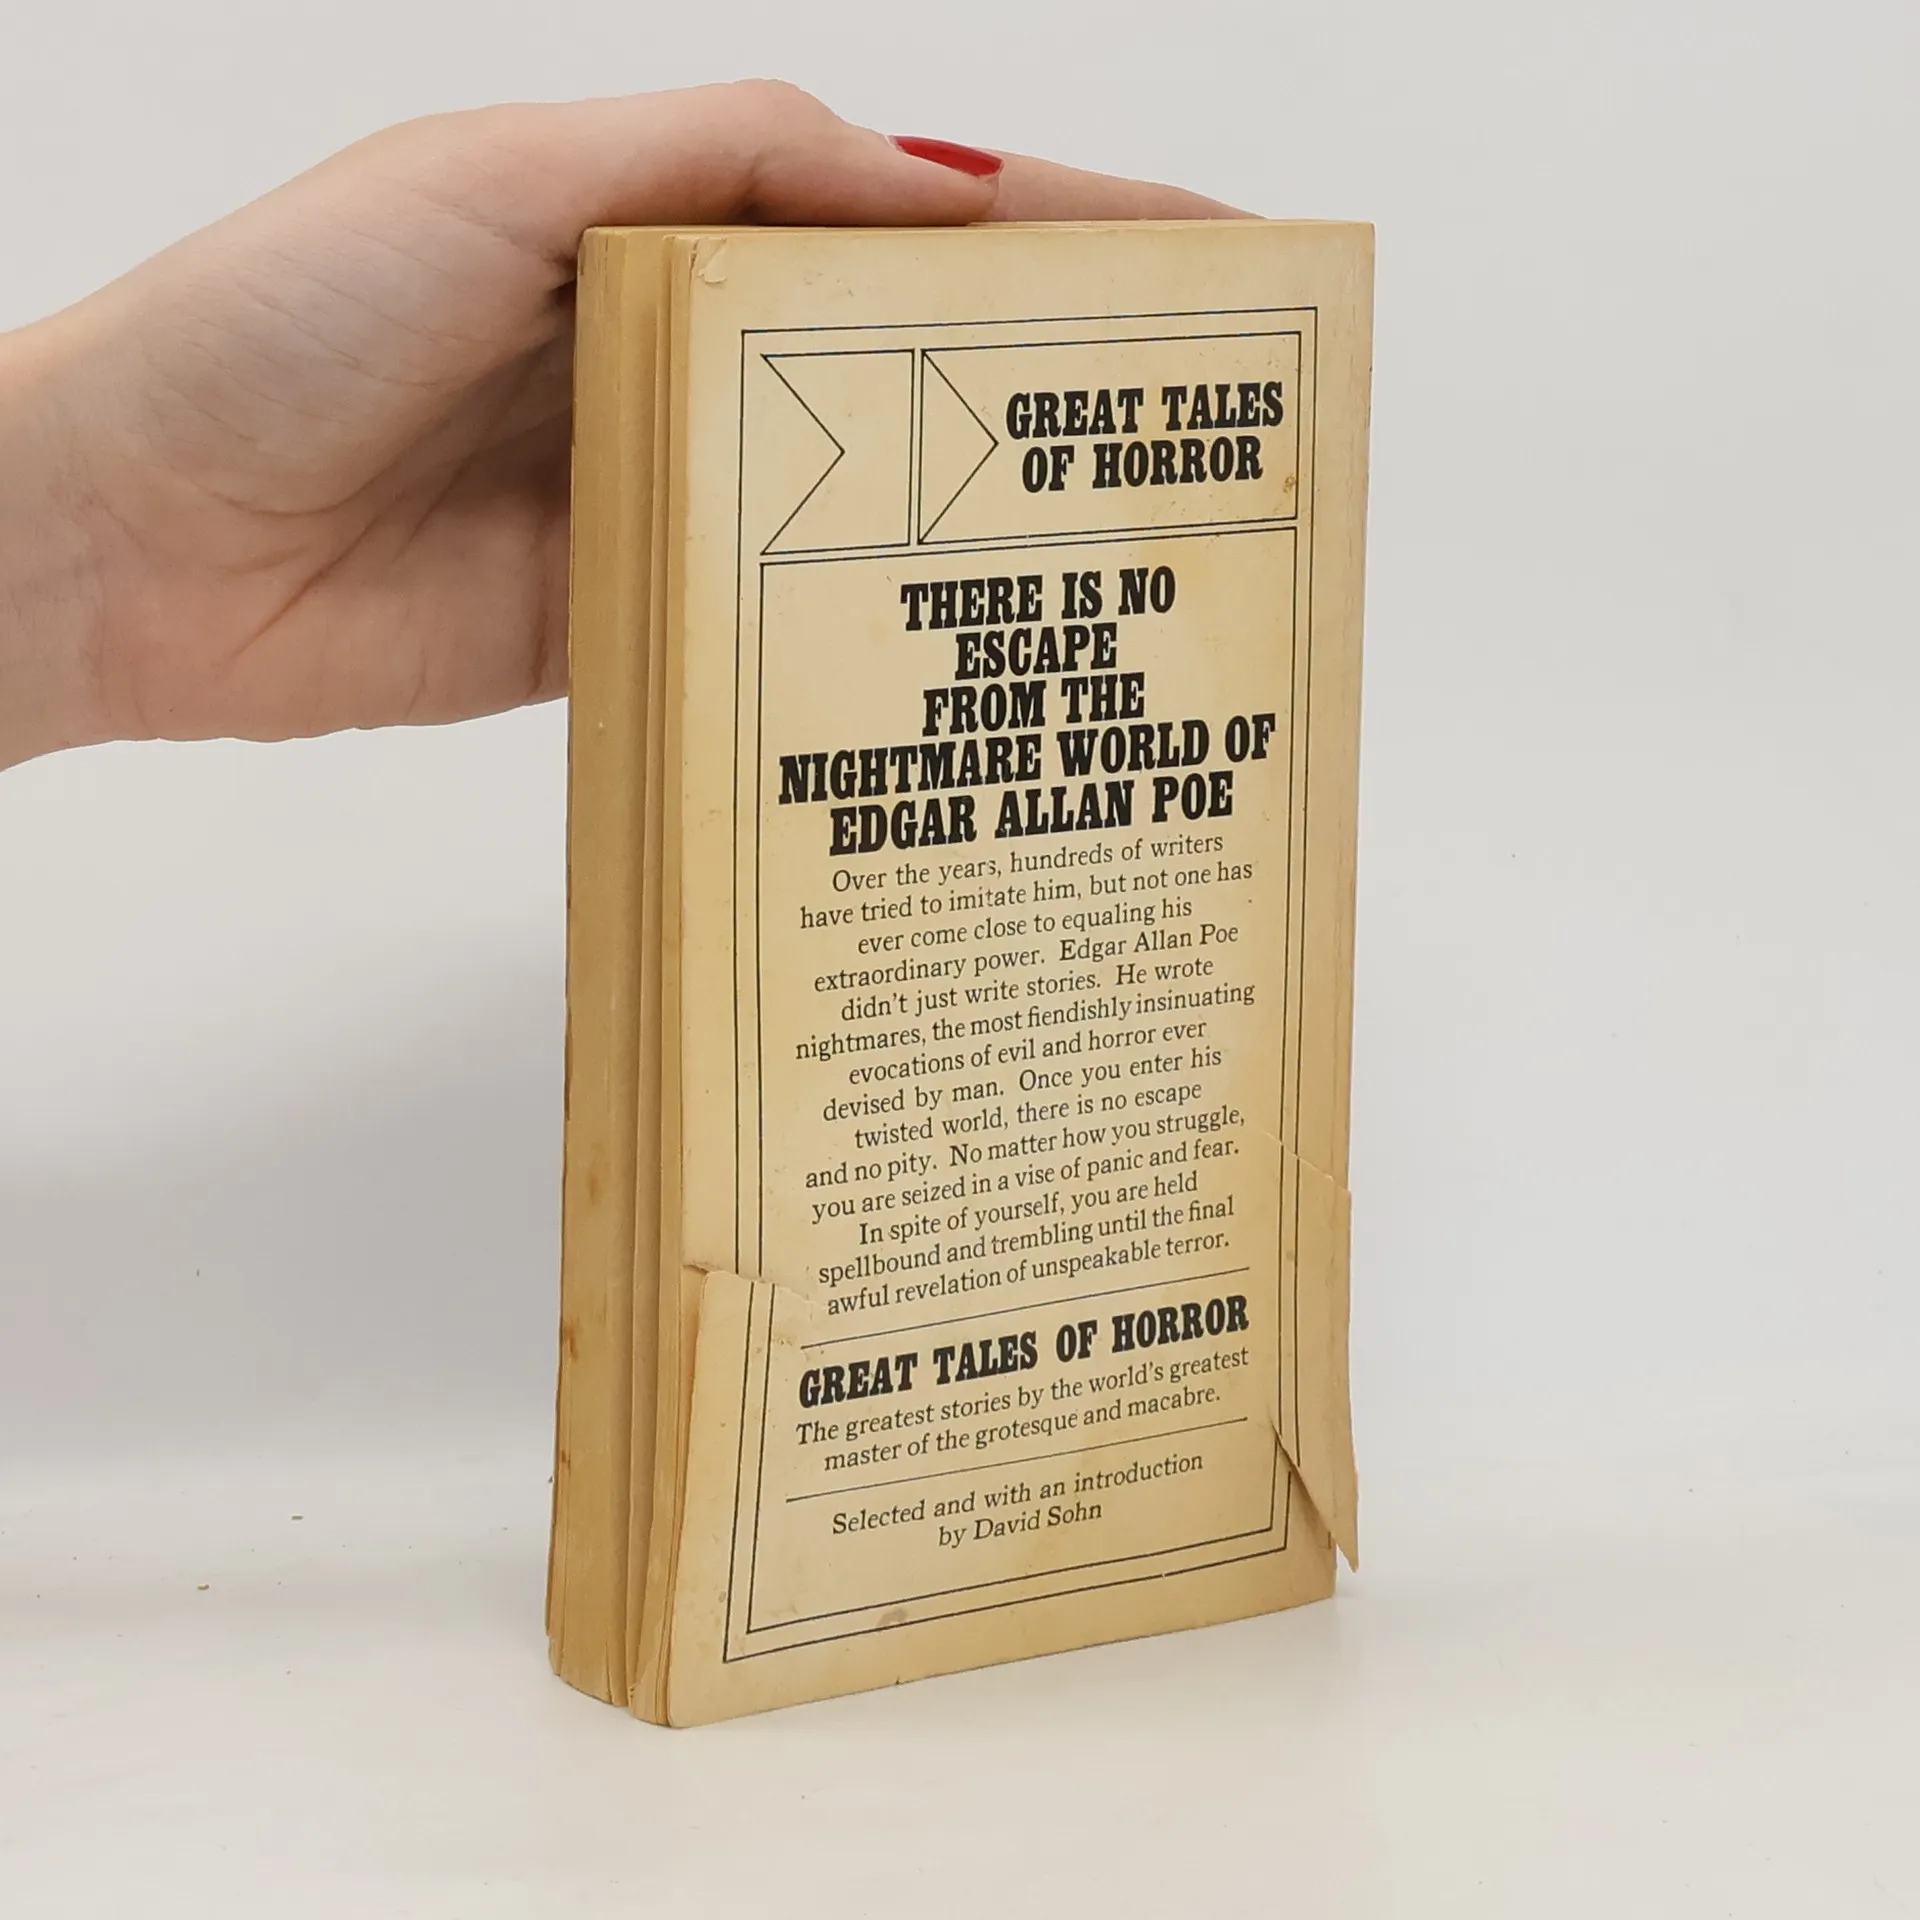 GREAT TALES
OF HORROR
THERE IS NO
ESCAPE
FROM THE
NIGHTMARE WORLD OF
EDGAR ALLAN POE
Over the years, hundreds of writers
have tried to imitate him, but not one has
ever come close to equaling his
extraordinary power. Edgar Allan Poe
didn't just write stories. He wrote
nightmares, the most fiendishly insinuating
evocations of evil and horror ever
devised by man. Once you enter his
twisted world, there is no escape
and no pity. No matter how you struggle,
you are seized in a vise of panic and fear.
In spite of yourself, you are held
spellbound and trembling until the final
awful revelation of unspeakable terror.
GREAT TALES OF HORROR
The greatest stories by the world's greatest
master of the grotesque and macabre.
Selected and with an introduction
by David Sohn